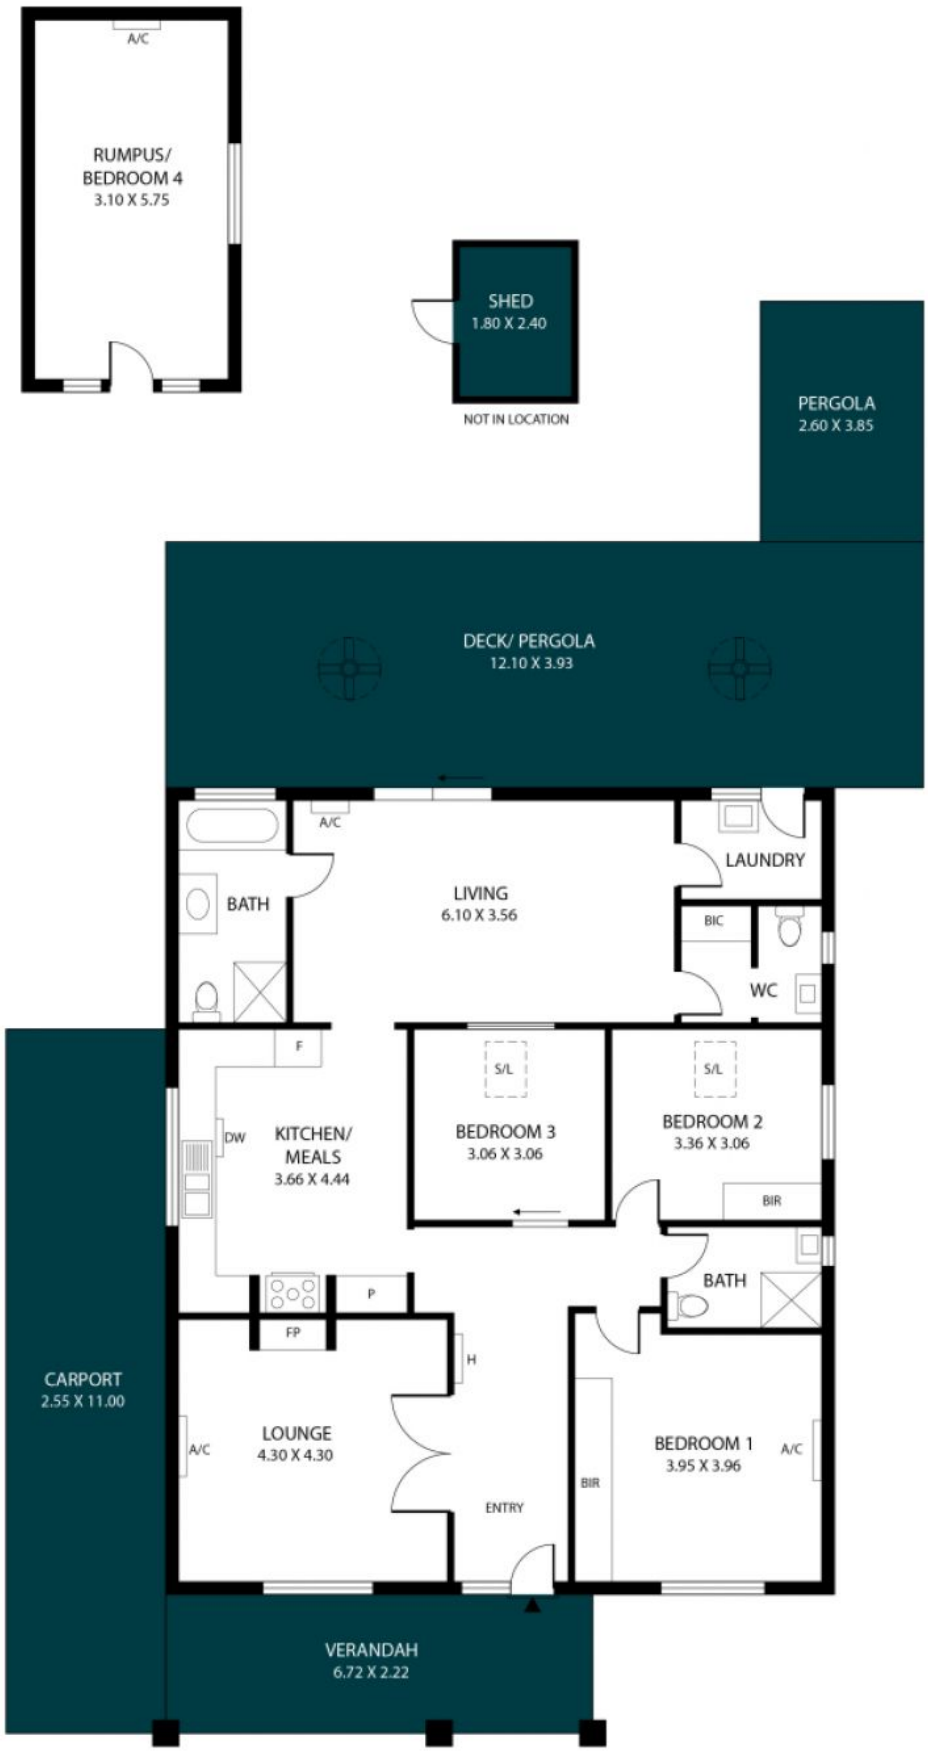 A/C
RUMPUS/
BEDROOM 4
3.10 X 5.75
SHED
1.80 X 2.40
NOT IN LOCATION
PERGOLA
2.60 X 3.85
DECK/ PERGOLA
12.10 X 3.93
A/C
BATH
LIVING
6.10 X 3.56
LAUNDRY
BIC
WC
F
DW
KITCHEN/
MEALS
3.66 X 4.44
P
S/L
BEDROOM 3
3.06 X 3.06
S/L
BEDROOM 2
3.36 X 3.06
BIR
BATH
CARPORT
2.55 X 11.00
FP
LOUNGE
4.30 X 4.30
A/C
H
ENTRY
BEDROOM 1
3.95 X 3.96
A/C
BIR
VERANDAH
6.72 X 2.22